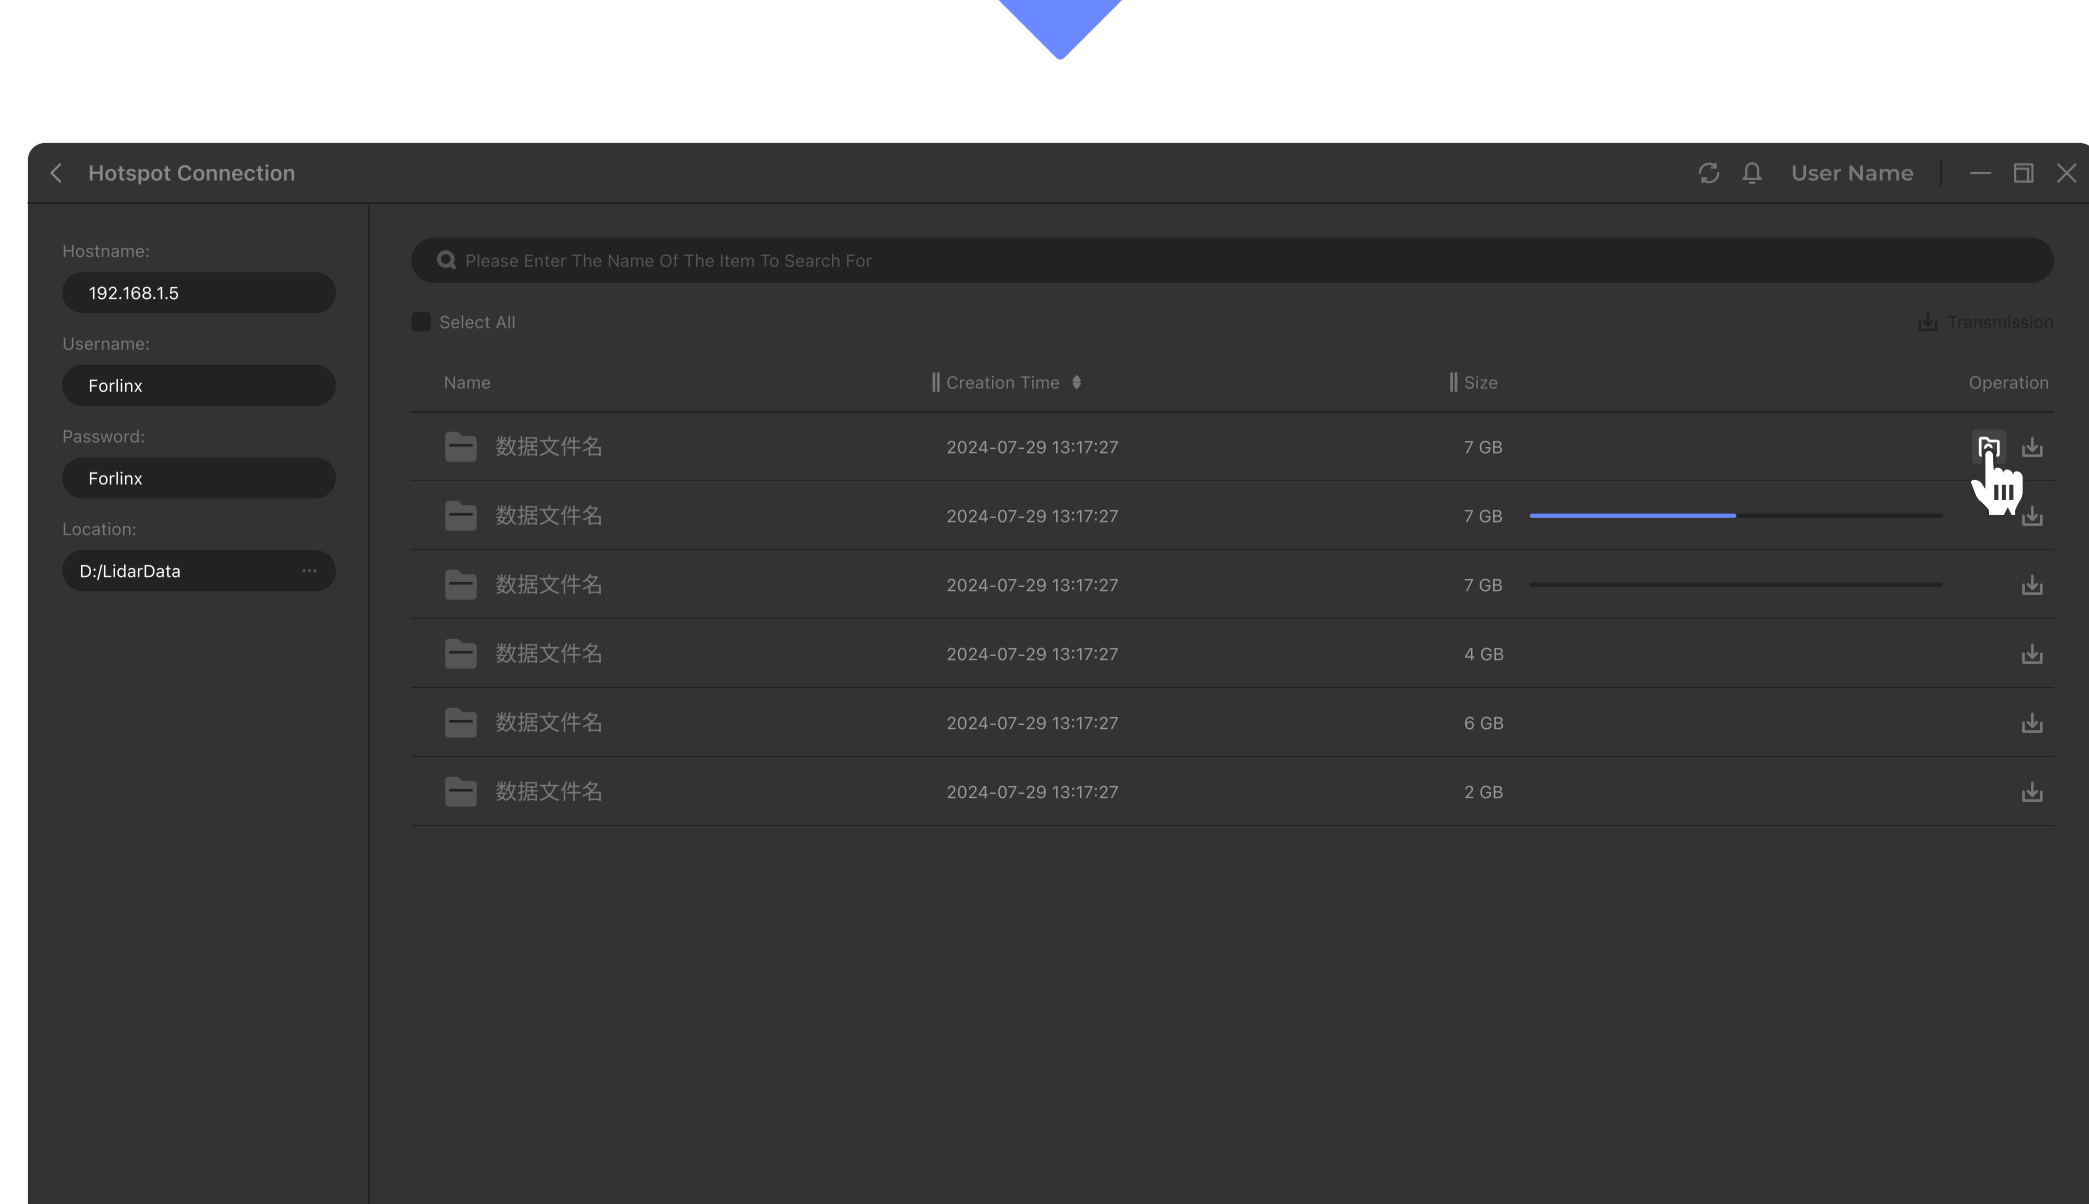 Hotspot Connection
User Name
Hostname:
192.168.1.5
Username:
Forlinx
Password:
Forlinx
Location:
D:/LidarData ...
Please Enter The Name Of The Item To Search For
Select All
Transmission
Name Creation Time Size Operation
数据文件名 2024-07-29 13:17:27 7 GB
数据文件名 2024-07-29 13:17:27 7 GB
数据文件名 2024-07-29 13:17:27 7 GB
数据文件名 2024-07-29 13:17:27 4 GB
数据文件名 2024-07-29 13:17:27 6 GB
数据文件名 2024-07-29 13:17:27 2 GB